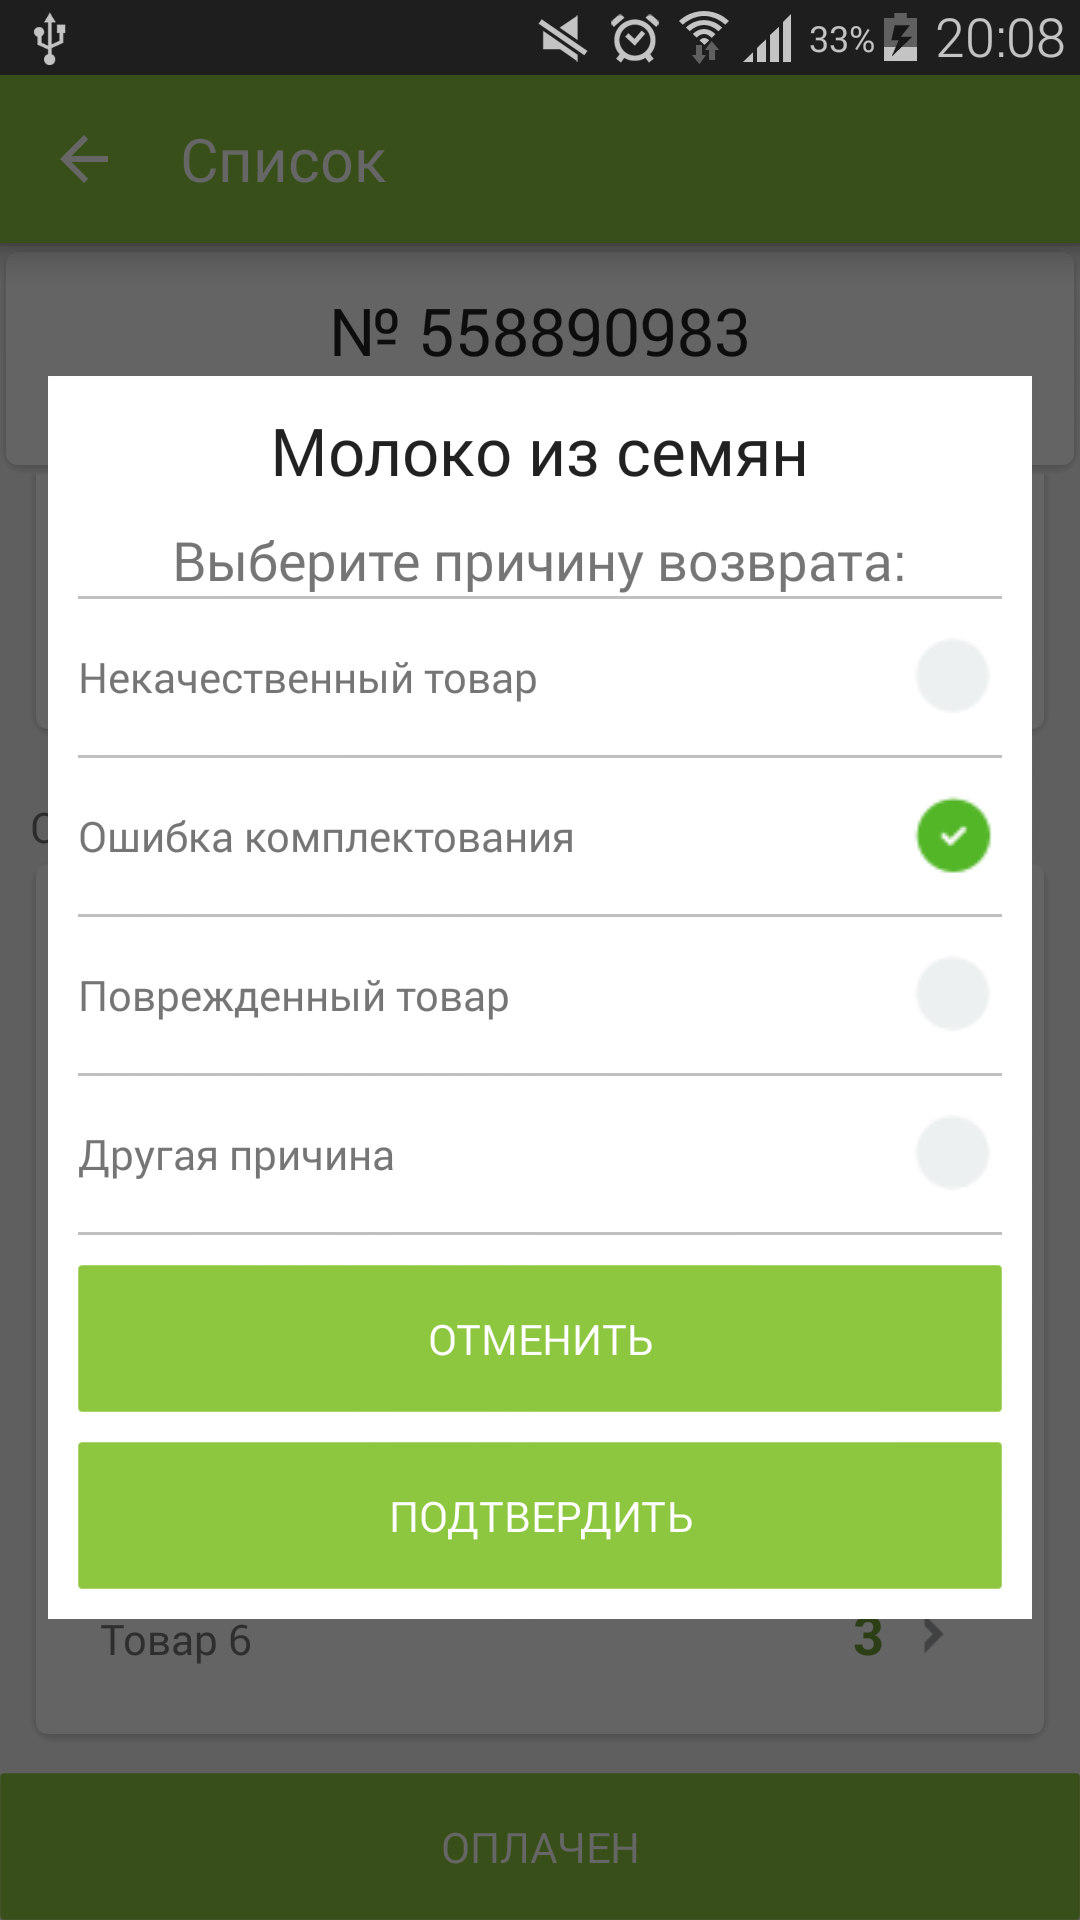 33% 20:08
Список
№ 558890983
Молоко из семян
Выберите причину возврата:
Некачественный товар
Ошибка комплектования
Поврежденный товар
Другая причина
ОТМЕНИТЬ
ПОДТВЕРДИТЬ
Товар 6 3
ОПЛАЧЕН